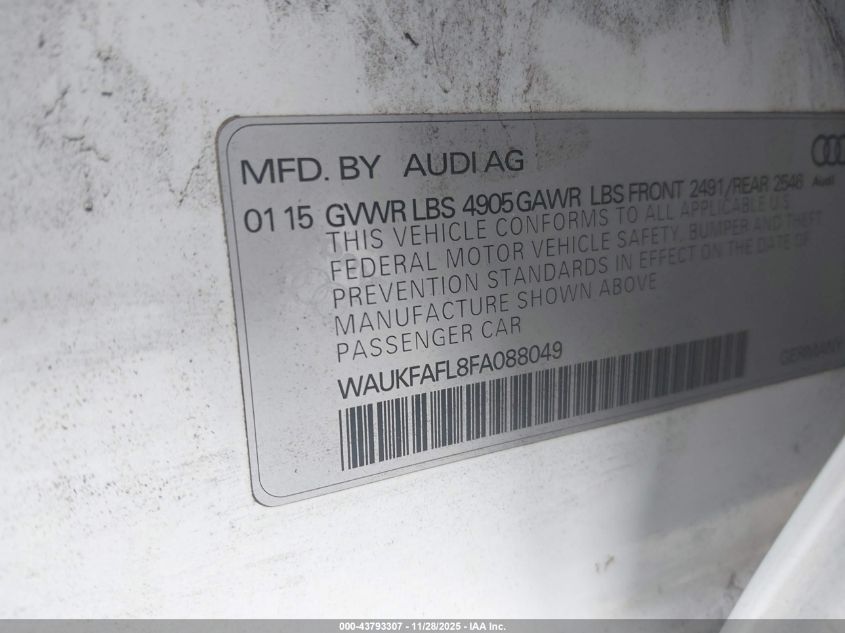 MFD. BY AUDI AG
Audi
01 15 GVWR LBS 4905 GAWR LBS FRONT 2491/REAR 2546
THIS VEHICLE CONFORMS TO ALL APPLICABLE U.S.
FEDERAL MOTOR VEHICLE SAFETY, BUMPER AND THEFT
PREVENTION STANDARDS IN EFFECT ON THE DATE OF
MANUFACTURE SHOWN ABOVE
PASSENGER CAR
WAUKFAFL8FA088049
GERMANY
000-43793307 - 11/28/2025 - IAA Inc.